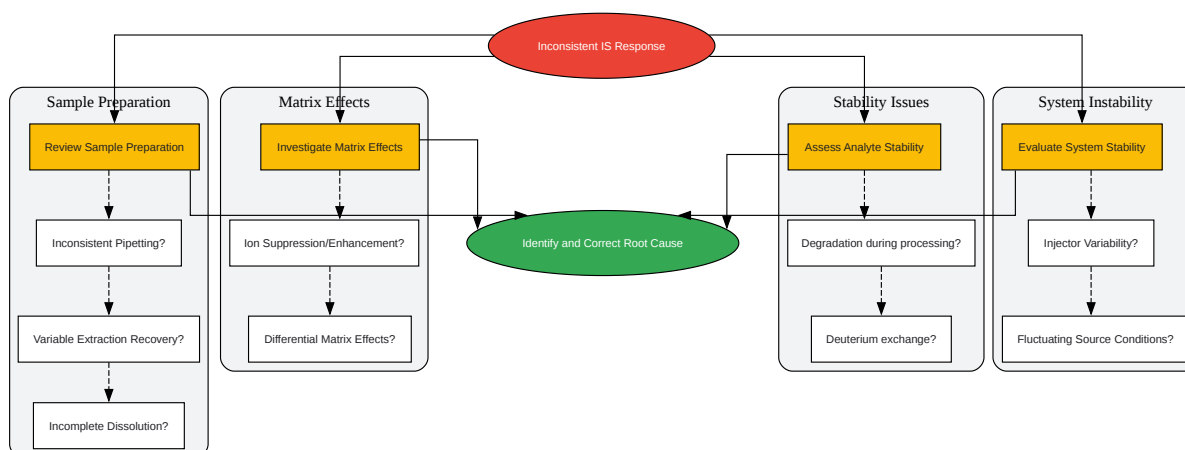 Inconsistent IS Response
Sample Preparation
Matrix Effects
Stability Issues
System Instability
Review Sample Preparation
Investigate Matrix Effects
Assess Analyte Stability
Evaluate System Stability
Inconsistent Pipetting?
Ion Suppression/Enhancement?
Identify and Correct Root Cause
Degradation during processing?
Injector Variability?
Variable Extraction Recovery?
Differential Matrix Effects?
Deuterium exchange?
Fluctuating Source Conditions?
Incomplete Dissolution?